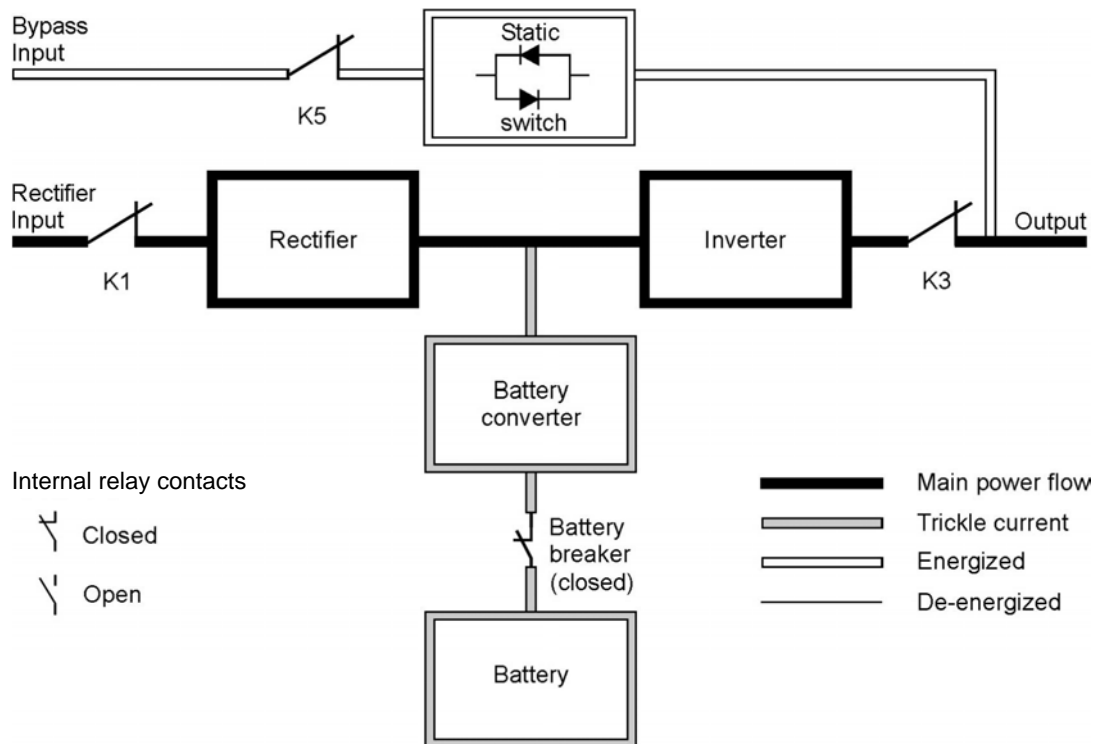 Bypass
Input
Static
switch
K5
Rectifier
Input
Rectifier
Inverter
Output
K1
K3
Battery
converter
Internal relay contacts
Closed
Open
Battery
breaker
(closed)
Battery
Main power flow
Trickle current
Energized
De-energized